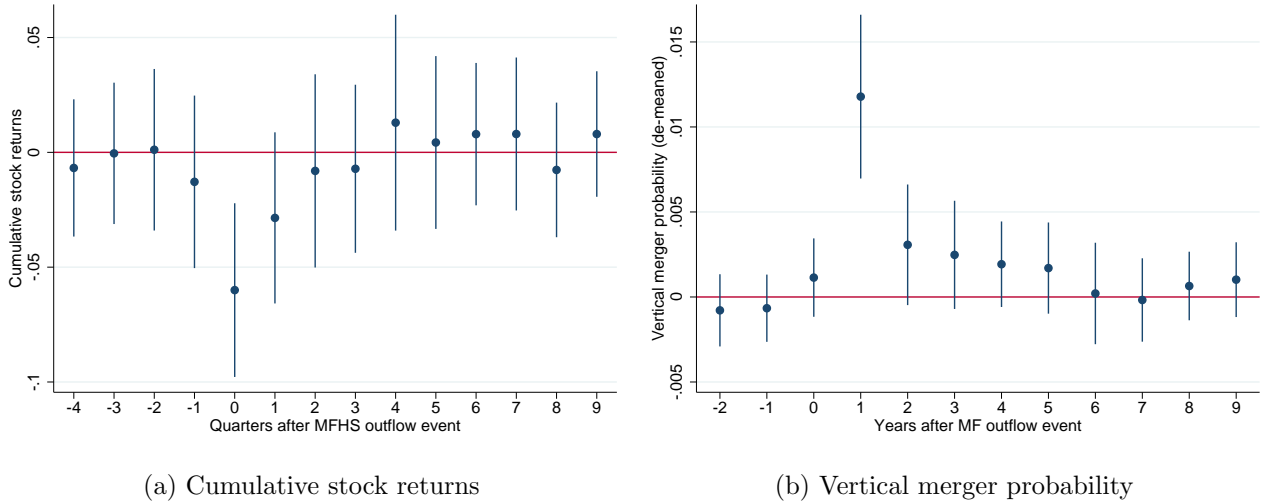 Cumulative stock returns
.05
0
-.05
-.1
-4 -3 -2 -1 0 1 2 3 4 5 6 7 8 9
Quarters after MFHS outflow event
(a) Cumulative stock returns
Vertical merger probability (de-meaned)
.015
.01
.005
0
-.005
-2 -1 0 1 2 3 4 5 6 7 8 9
Years after MF outflow event
(b) Vertical merger probability